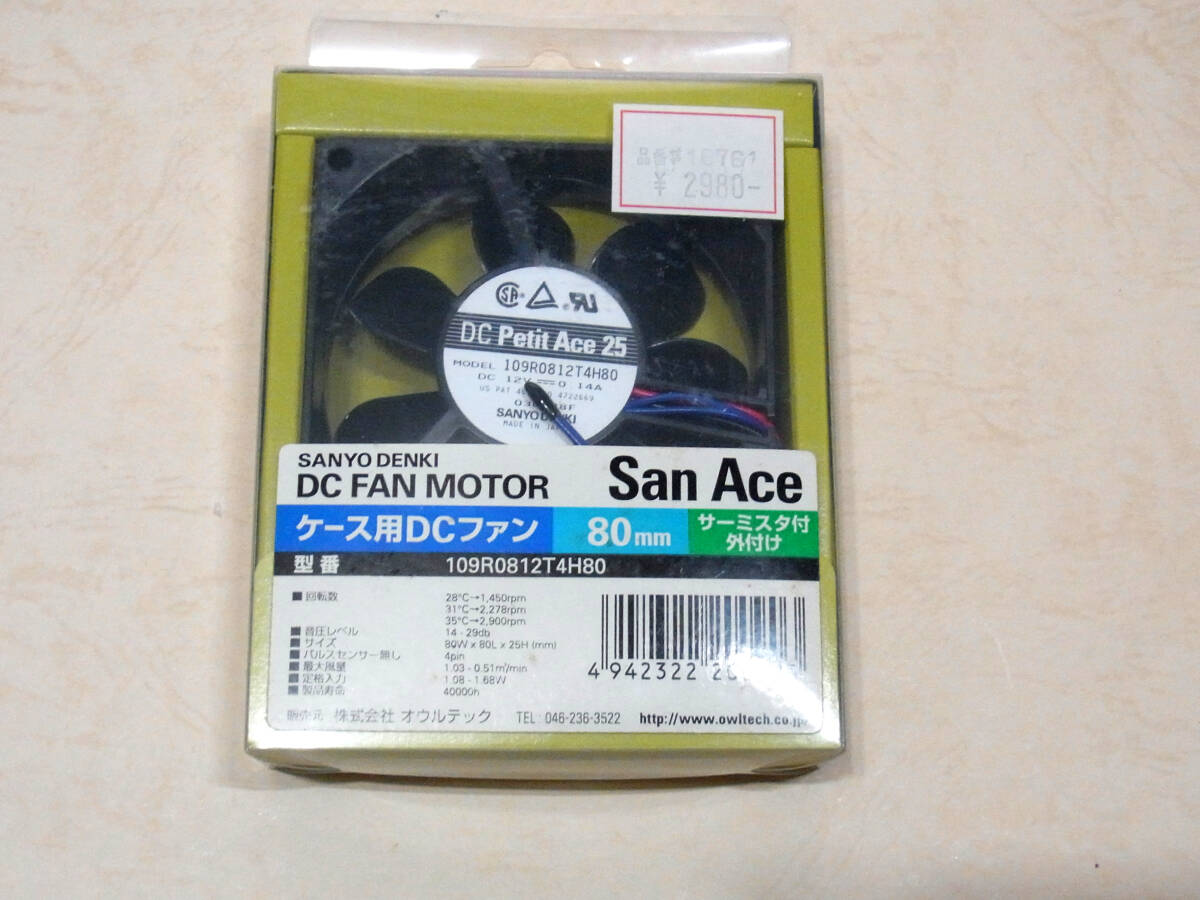 品番# 16761
¥ 2980-
DC Petit Ace 25
MODEL 109R0812T4H80
DC 12V 0 14A
US PAT 4722669
SANYO DENKI
MADE IN
SANYO DENKI
DC FAN MOTOR
San Ace
ケース用DCファン
80mm
サーミスタ付
外付け
型番 109R0812T4H80
■回転数 28°C→1,450rpm
31°C→2,278rpm
35°C→2,900rpm
■音圧レベル 14 - 29db
■サイズ 80W x 80L x 25H (mm)
■パルスセンサー無し 4pin
■最大風量 1.03 - 0.51m³/min
■定格入力 1.08 - 1.68W
■製品寿命 40000h
4 942322
販売元 株式会社 オウルテック TEL 046-236-3522 http://www.owltech.co.jp